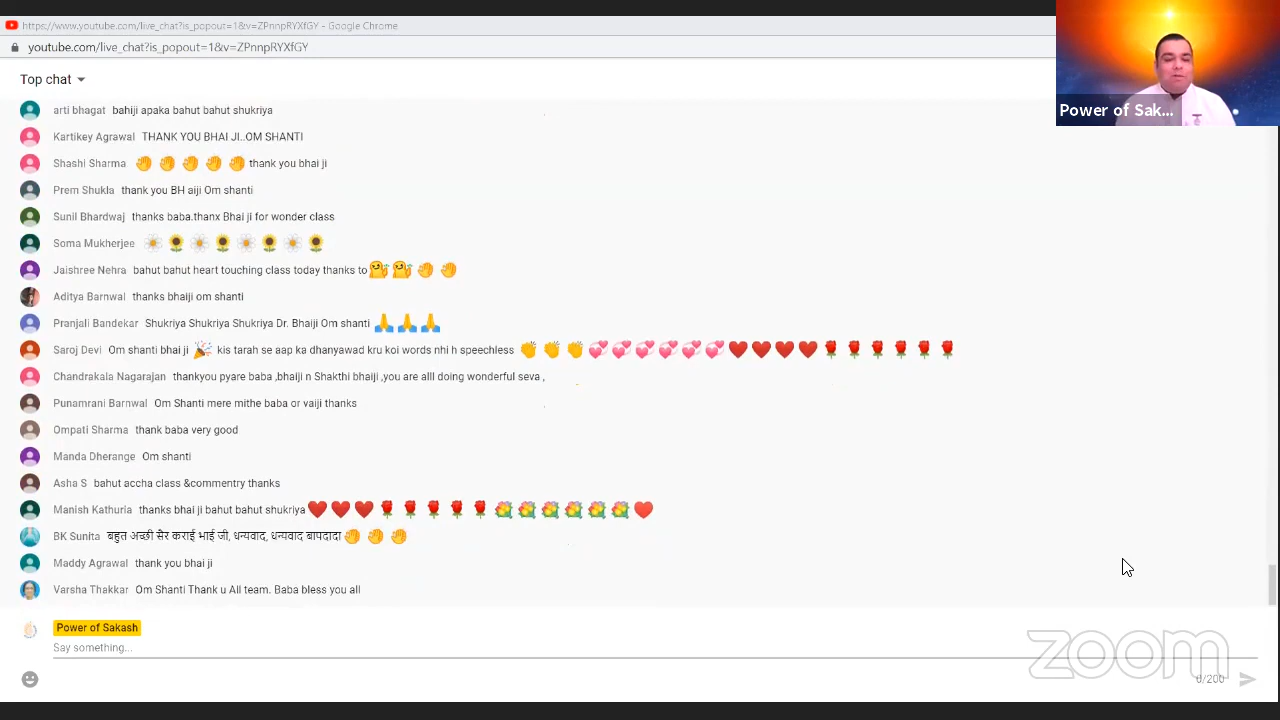 https://www.youtube.com/live_chat?is_popout=1&v=ZPnnpRYXfGY - Google Chrome
youtube.com/live_chat?is_popout=1&v=ZPnnpRYXfGY
Power of Sak...
Top chat
arti bhagat bahiji apaka bahut bahut shukriya
Kartikey Agrawal THANK YOU BHAI JI..OM SHANTI
Shashi Sharma 👏 👏 👏 👏 👏 thank you bhai ji
Prem Shukla thank you BH aiji Om shanti
Sunil Bhardwaj thanks baba.thanx Bhai ji for wonder class
Soma Mukherjee 🌼 🌻 🌼 🌻 🌼 🌻 🌼 🌻
Jaishree Nehra bahut bahut heart touching class today thanks to 🤗 🤗 👏 👏
Aditya Barnwal thanks bhaiji om shanti
Pranjali Bandekar Shukriya Shukriya Shukriya Dr. Bhaiji Om shanti 🙏 🙏 🙏
Saroj Devi Om shanti bhai ji 🎉 kis tarah se aap ka dhanyawad kru koi words nhi h speechless 👏 👏 👏 💞 💞 💞 💞 💞 💞 ❤️ ❤️ ❤️ ❤️ 🌹 🌹 🌹 🌹 🌹 🌹
Chandrakala Nagarajan thankyou pyare baba ,bhaiji n Shakthi bhaiji ,you are alll doing wonderful seva ,
Punamrani Barnwal Om Shanti mere mithe baba or vaiji thanks
Ompati Sharma thank baba very good
Manda Dherange Om shanti
Asha S bahut accha class &commentry thanks
Manish Kathuria thanks bhai ji bahut bahut shukriya ❤️ ❤️ ❤️ 🌹 🌹 🌹 🌹 🌹 💐 💐 💐 💐 💐 💐 ♥️
BK Sunita बहुत अच्छी सैर कराई भाई जी, धन्यवाद, धन्यवाद बापदादा 👏 👏 👏
Maddy Agrawal thank you bhai ji
Varsha Thakkar Om Shanti Thank u All team. Baba bless you all
Power of Sakash
Say something...
zoom
0/200